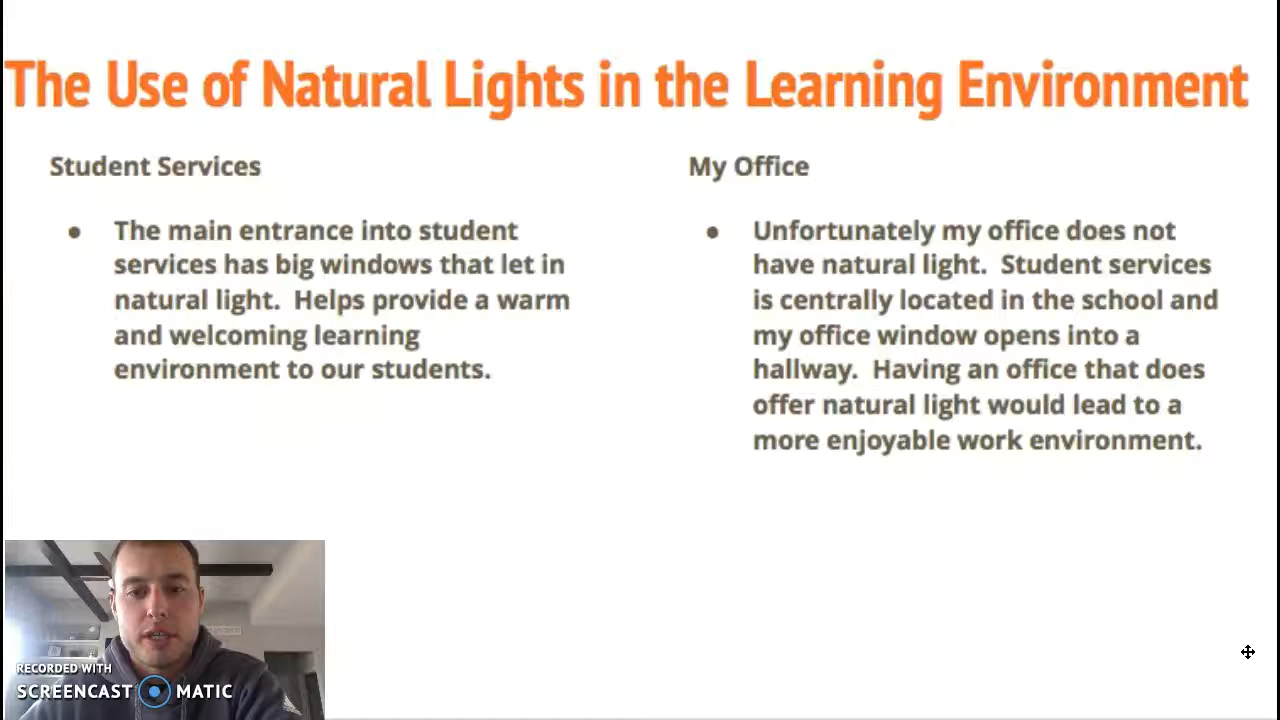 The Use of Natural Lights in the Learning Environment
Student Services
● The main entrance into student
services has big windows that let in
natural light.  Helps provide a warm
and welcoming learning
environment to our students.
My Office
● Unfortunately my office does not
have natural light.  Student services
is centrally located in the school and
my office window opens into a
hallway.  Having an office that does
offer natural light would lead to a
more enjoyable work environment.
RECORDED WITH
SCREENCAST MATIC